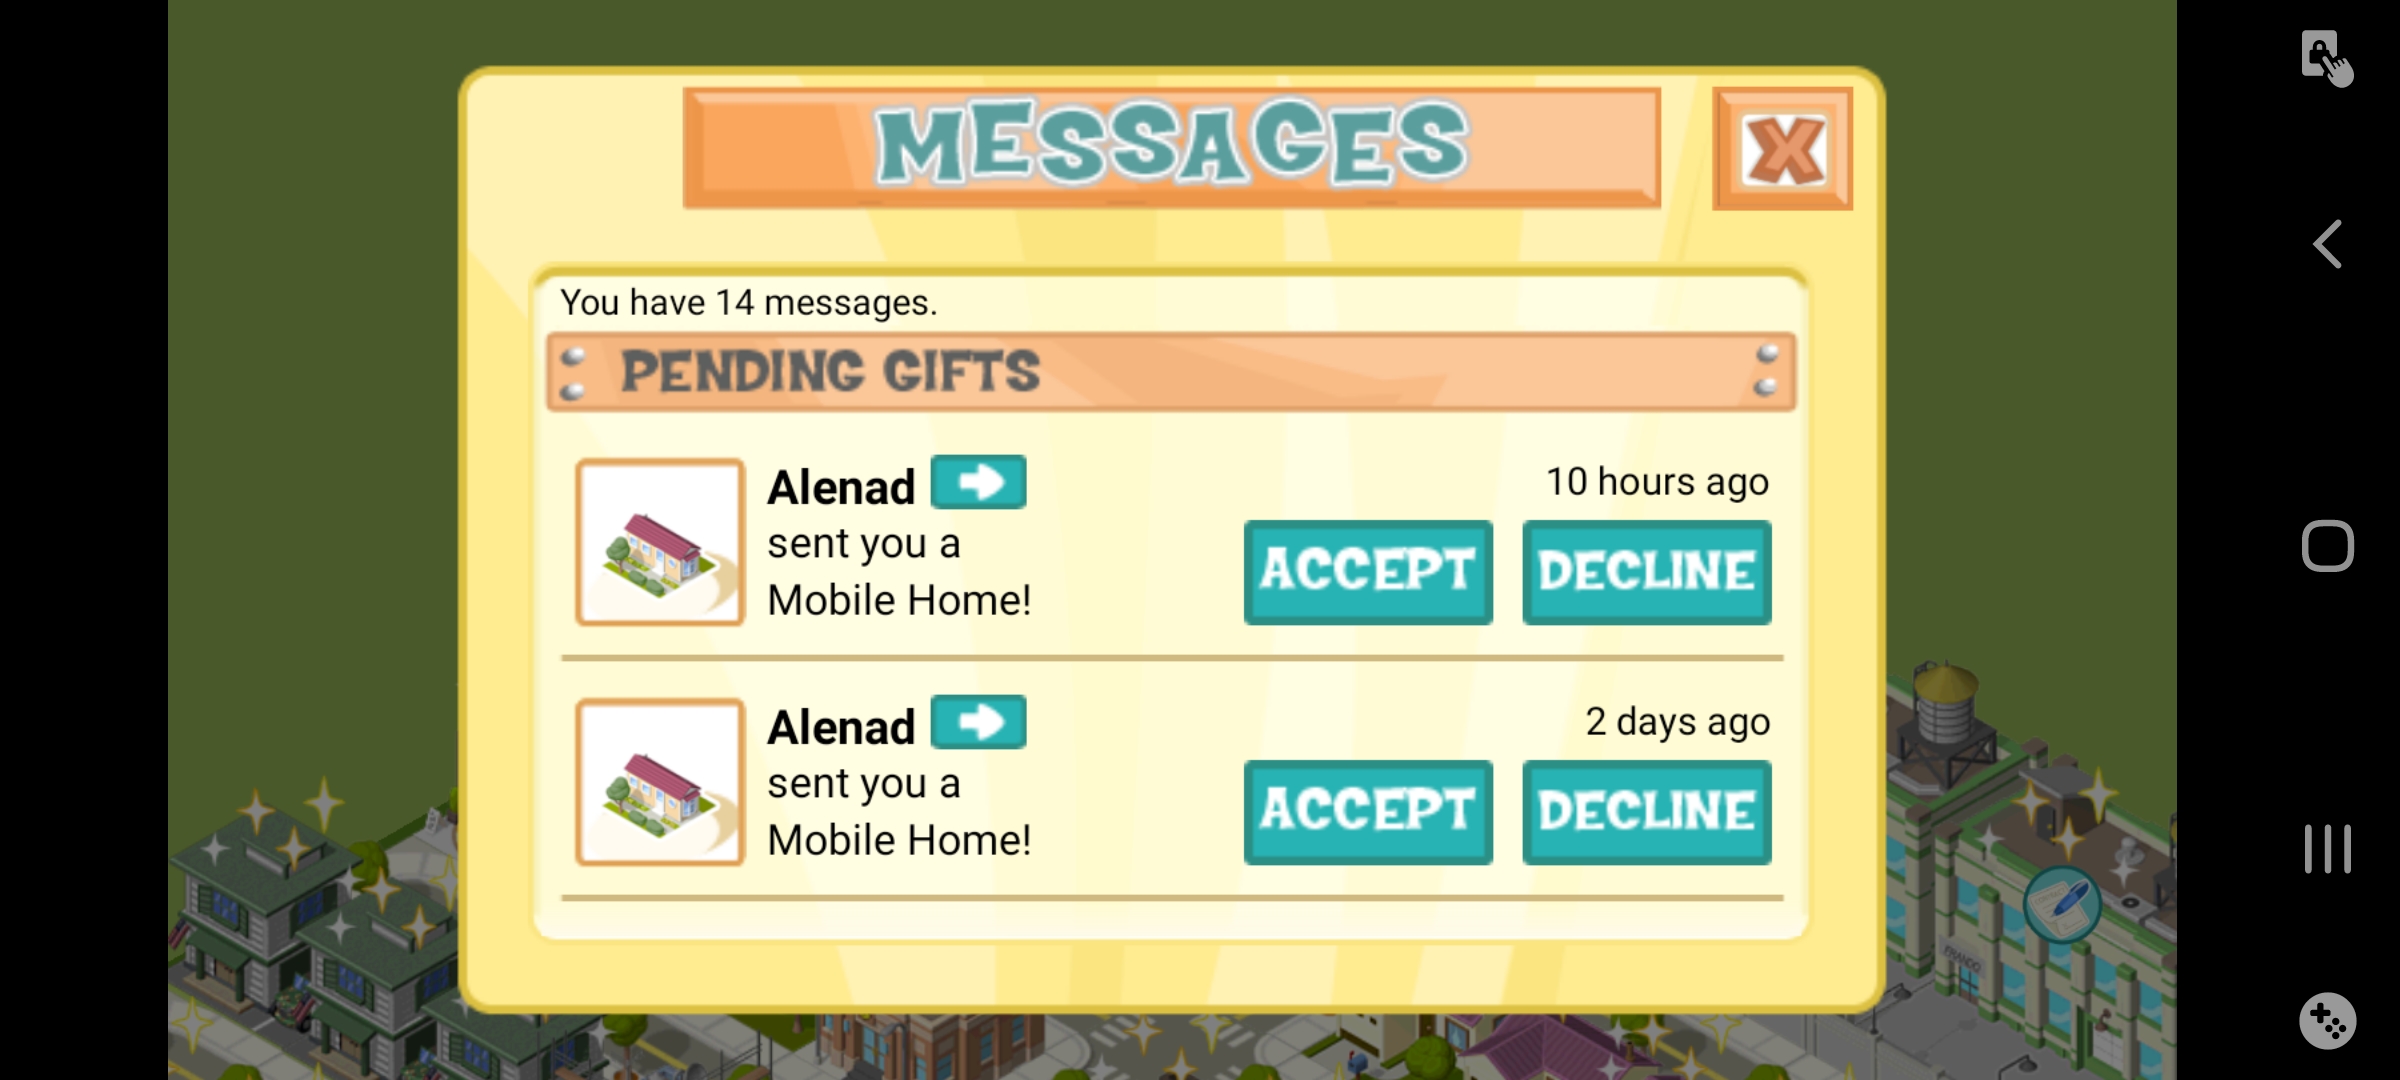 MESSAGES
X
You have 14 messages.
PENDING GIFTS
Alenad
10 hours ago
sent you a
Mobile Home!
ACCEPT
DECLINE
Alenad
2 days ago
sent you a
Mobile Home!
ACCEPT
DECLINE